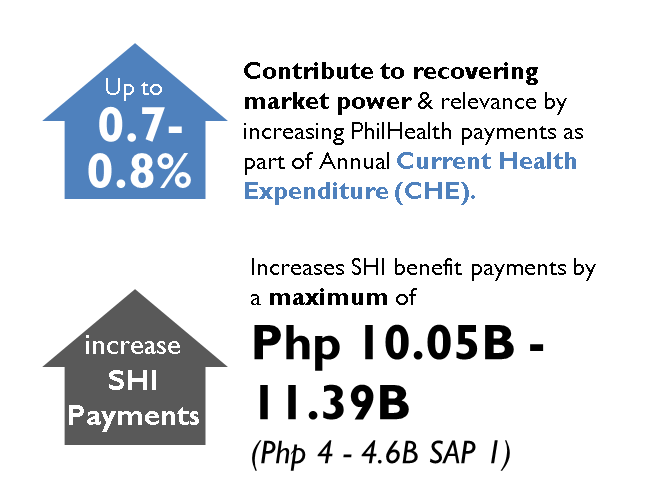 Up to
0.7-
0.8%
Contribute to recovering
market power & relevance by
increasing PhilHealth payments as
part of Annual Current Health
Expenditure (CHE).
Increases SHI benefit payments by
a maximum of
increase
SHI
Payments
Php 10.05B -
11.39B
(Php 4 - 4.6B SAP 1)